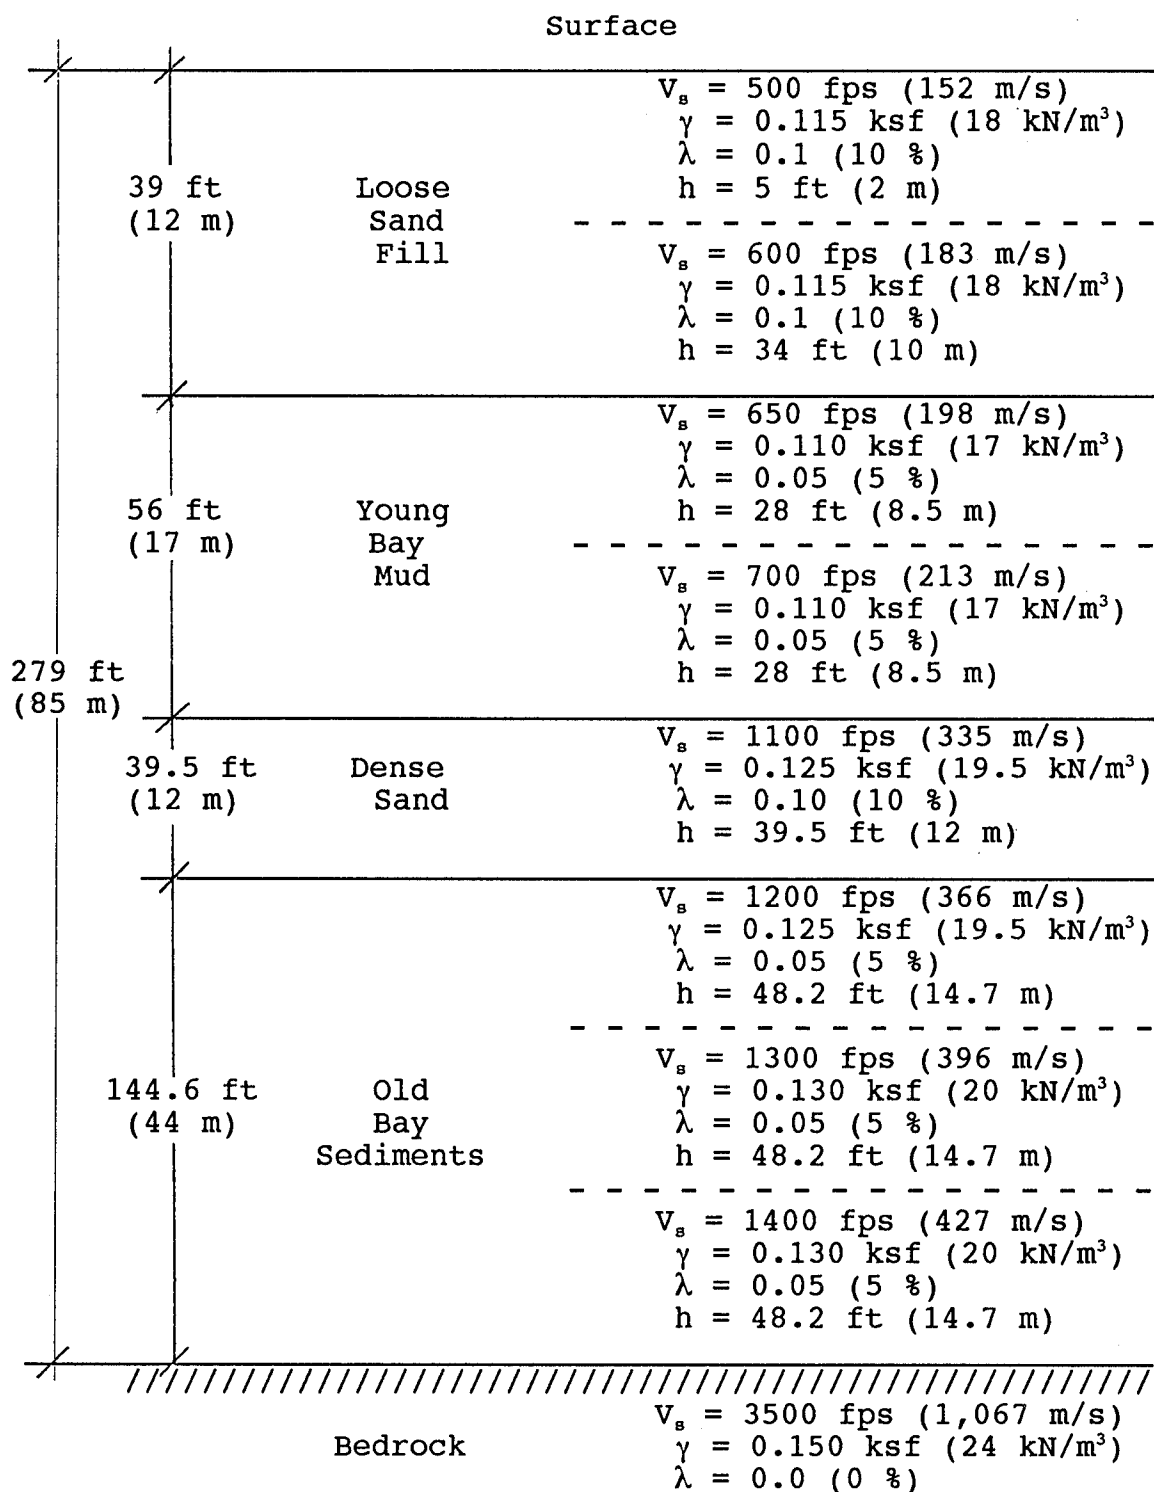 Surface
V_s = 500 fps (152 m/s)
γ = 0.115 ksf (18 kN/m³)
λ = 0.1 (10 %)
h = 5 ft (2 m)
39 ft
(12 m)
Loose
Sand
Fill
V_s = 600 fps (183 m/s)
γ = 0.115 ksf (18 kN/m³)
λ = 0.1 (10 %)
h = 34 ft (10 m)
V_s = 650 fps (198 m/s)
γ = 0.110 ksf (17 kN/m³)
λ = 0.05 (5 %)
h = 28 ft (8.5 m)
56 ft
(17 m)
Young
Bay
Mud
V_s = 700 fps (213 m/s)
γ = 0.110 ksf (17 kN/m³)
λ = 0.05 (5 %)
h = 28 ft (8.5 m)
279 ft
(85 m)
V_s = 1100 fps (335 m/s)
γ = 0.125 ksf (19.5 kN/m³)
λ = 0.10 (10 %)
h = 39.5 ft (12 m)
39.5 ft
(12 m)
Dense
Sand
V_s = 1200 fps (366 m/s)
γ = 0.125 ksf (19.5 kN/m³)
λ = 0.05 (5 %)
h = 48.2 ft (14.7 m)
V_s = 1300 fps (396 m/s)
γ = 0.130 ksf (20 kN/m³)
λ = 0.05 (5 %)
h = 48.2 ft (14.7 m)
144.6 ft
(44 m)
Old
Bay
Sediments
V_s = 1400 fps (427 m/s)
γ = 0.130 ksf (20 kN/m³)
λ = 0.05 (5 %)
h = 48.2 ft (14.7 m)
Bedrock
V_s = 3500 fps (1,067 m/s)
γ = 0.150 ksf (24 kN/m³)
λ = 0.0 (0 %)